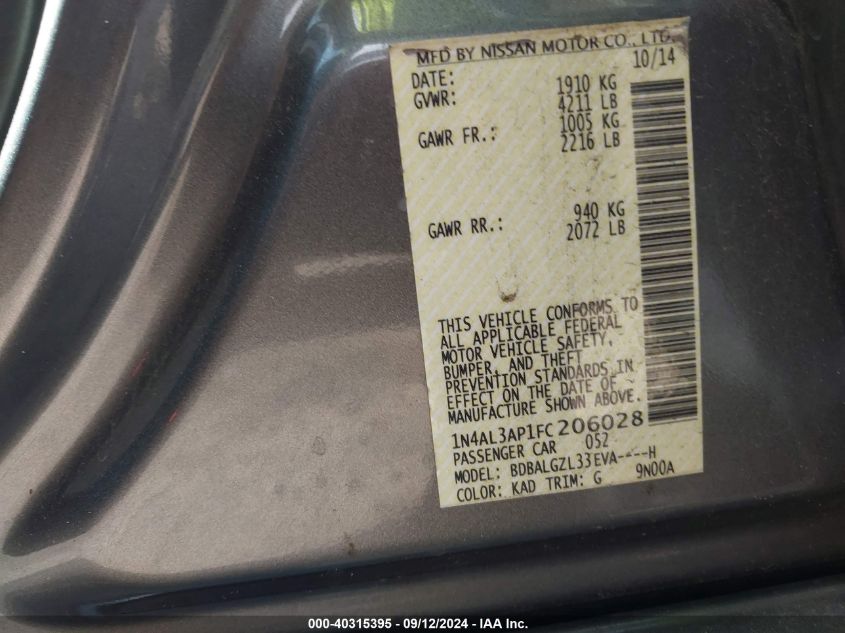 MFD BY NISSAN MOTOR CO., LTD.
DATE: 10/14
GVWR: 1910 KG
4211 LB
GAWR FR.: 1005 KG
2216 LB
GAWR RR.: 940 KG
2072 LB
THIS VEHICLE CONFORMS TO
ALL APPLICABLE FEDERAL
MOTOR VEHICLE SAFETY,
BUMPER, AND THEFT
PREVENTION STANDARDS IN
EFFECT ON THE DATE OF
MANUFACTURE SHOWN ABOVE.
1N4AL3AP1FC206028
PASSENGER CAR 052
MODEL: BDBALGZL33EVA----H
COLOR: KAD TRIM: G 9N00A
000-40315395 - 09/12/2024 - IAA Inc.